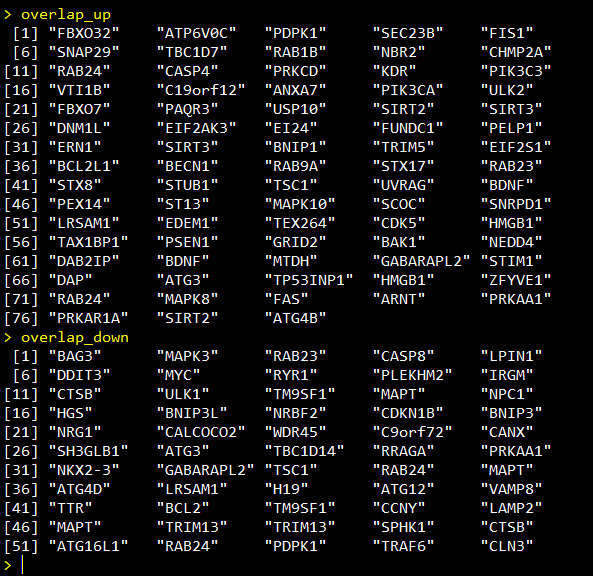 > overlap_up
[1] "FBXO32" "ATP6V0C" "PDPK1" "SEC23B" "FIS1"
[6] "SNAP29" "TBC1D7" "RAB1B" "NBR2" "CHMP2A"
[11] "RAB24" "CASP4" "PRKCD" "KDR" "PIK3C3"
[16] "VTI1B" "C19orf12" "ANXA7" "PIK3CA" "ULK2"
[21] "FBXO7" "PAQR3" "USP10" "SIRT2" "SIRT3"
[26] "DNM1L" "EIF2AK3" "EI24" "FUNDC1" "PELP1"
[31] "ERN1" "SIRT3" "BNIP1" "TRIM5" "EIF2S1"
[36] "BCL2L1" "BECN1" "RAB9A" "STX17" "RAB23"
[41] "STX8" "STUB1" "TSC1" "UVRAG" "BDNF"
[46] "PEX14" "ST13" "MAPK10" "SCOC" "SNRPD1"
[51] "LRSAM1" "EDEM1" "TEX264" "CDK5" "HMGB1"
[56] "TAX1BP1" "PSEN1" "GRID2" "BAK1" "NEDD4"
[61] "DAB2IP" "BDNF" "MTDH" "GABARAPL2" "STIM1"
[66] "DAP" "ATG3" "TP53INP1" "HMGB1" "ZFYVE1"
[71] "RAB24" "MAPK8" "FAS" "ARNT" "PRKAA1"
[76] "PRKAR1A" "SIRT2" "ATG4B"
> overlap_down
[1] "BAG3" "MAPK3" "RAB23" "CASP8" "LPIN1"
[6] "DDIT3" "MYC" "RYR1" "PLEKHM2" "IRGM"
[11] "CTSB" "ULK1" "TM9SF1" "MAPT" "NPC1"
[16] "HGS" "BNIP3L" "NRBF2" "CDKN1B" "BNIP3"
[21] "NRG1" "CALCOCO2" "WDR45" "C9orf72" "CANX"
[26] "SH3GLB1" "ATG3" "TBC1D14" "RRAGA" "PRKAA1"
[31] "NKX2-3" "GABARAPL2" "TSC1" "RAB24" "MAPT"
[36] "ATG4D" "LRSAM1" "H19" "ATG12" "VAMP8"
[41] "TTR" "BCL2" "TM9SF1" "CCNY" "LAMP2"
[46] "MAPT" "TRIM13" "TRIM13" "SPHK1" "CTSB"
[51] "ATG16L1" "RAB24" "PDPK1" "TRAF6" "CLN3"
>